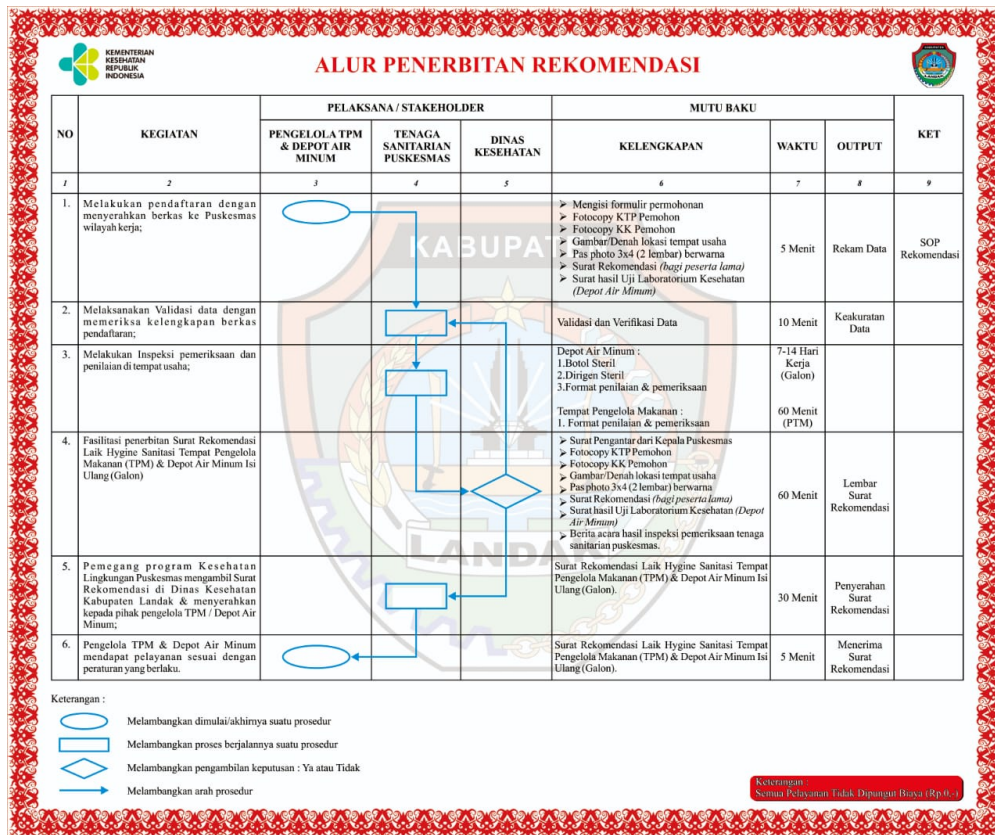 KEMENTERIAN
KESEHATAN
REPUBLIK
INDONESIA
ALUR PENERBITAN REKOMENDASI
KABUPATEN
LANDAK
NO
KEGIATAN
PELAKSANA / STAKEHOLDER
PENGELOLA TPM
& DEPOT AIR
MINUM
TENAGA
SANITARIAN
PUSKESMAS
DINAS
KESEHATAN
MUTU BAKU
KELENGKAPAN
WAKTU
OUTPUT
KET
1 2 3 4 5 6 7 8 9
1. Melakukan pendaftaran dengan
menyerahkan berkas ke Puskesmas
wilayah kerja;
➢ Mengisi formulir permohonan
➢ Fotocopy KTP Pemohon
➢ Fotocopy KK Pemohon
➢ Gambar/Denah lokasi tempat usaha
➢ Pas photo 3x4 (2 lembar) berwarna
➢ Surat Rekomendasi (bagi peserta lama)
➢ Surat hasil Uji Laboratorium Kesehatan
(Depot Air Minum)
5 Menit
Rekam Data
SOP
Rekomendasi
2. Melaksanakan Validasi data dengan
memeriksa kelengkapan berkas
pendaftaran;
Validasi dan Verifikasi Data
10 Menit
Keakuratan
Data
3. Melakukan Inspeksi pemeriksaan dan
penilaian di tempat usaha;
Depot Air Minum :
1.Botol Steril
2.Dirigen Steril
3.Format penilaian & pemeriksaan
Tempat Pengelola Makanan :
1. Format penilaian & pemeriksaan
7-14 Hari
Kerja
(Galon)
60 Menit
(PTM)
4. Fasilitasi penerbitan Surat Rekomendasi
Laik Hygine Sanitasi Tempat Pengelola
Makanan (TPM) & Depot Air Minum Isi
Ulang (Galon)
➢ Surat Pengantar dari Kepala Puskesmas
➢ Fotocopy KTP Pemohon
➢ Fotocopy KK Pemohon
➢ Gambar/Denah lokasi tempat usaha
➢ Pas photo 3x4 (2 lembar) berwarna
➢ Surat Rekomendasi (bagi peserta lama)
➢ Surat hasil Uji Laboratorium Kesehatan (Depot
Air Minum)
➢ Berita acara hasil inspeksi pemeriksaan tenaga
sanitarian puskesmas.
60 Menit
Lembar
Surat
Rekomendasi
5. Pemegang program Kesehatan
Lingkungan Puskesmas mengambil Surat
Rekomendasi di Dinas Kesehatan
Kabupaten Landak & menyerahkan
kepada pihak pengelola TPM / Depot Air
Minum;
Surat Rekomendasi Laik Hygine Sanitasi Tempat
Pengelola Makanan (TPM) & Depot Air Minum Isi
Ulang (Galon).
30 Menit
Penyerahan
Surat
Rekomendasi
6. Pengelola TPM & Depot Air Minum
mendapat pelayanan sesuai dengan
peraturan yang berlaku.
Surat Rekomendasi Laik Hygine Sanitasi Tempat
Pengelola Makanan (TPM) & Depot Air Minum Isi
Ulang (Galon).
5 Menit
Menerima
Surat
Rekomendasi
Keterangan :
Melambangkan dimulai/akhirnya suatu prosedur
Melambangkan proses berjalannya suatu prosedur
Melambangkan pengambilan keputusan : Ya atau Tidak
Melambangkan arah prosedur
Keterangan :
Semua Pelayanan Tidak Dipungut Biaya (Rp.0,-)